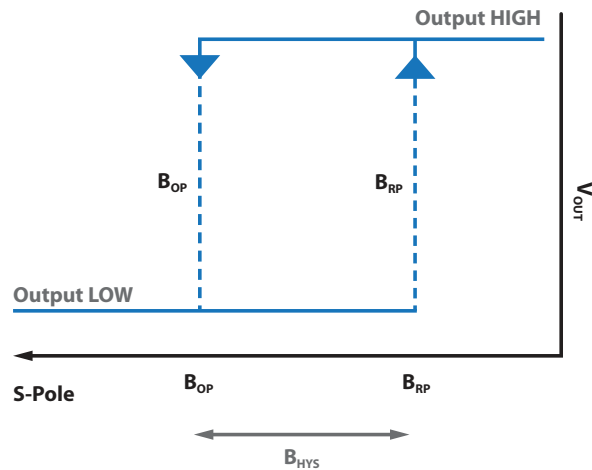 Output HIGH
B_OP
B_RP
V_OUT
Output LOW
S-Pole
B_OP
B_RP
B_HYS